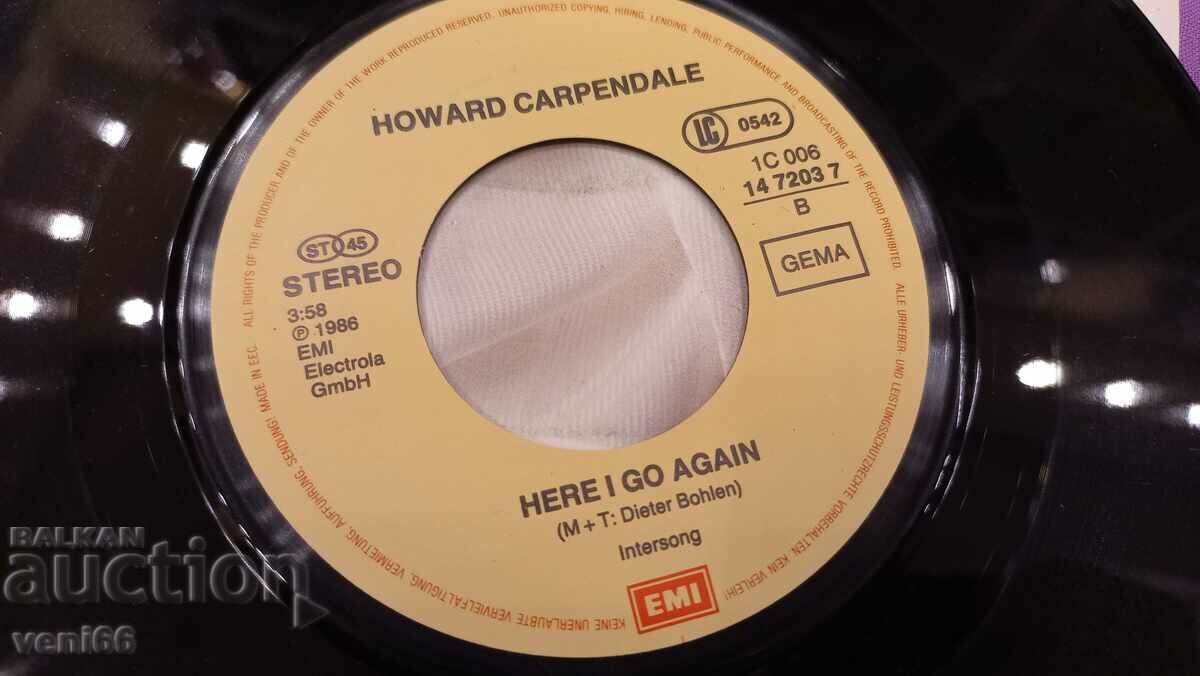 ALL RIGHTS OF THE PRODUCER AND OF THE OWNER OF THE WORK REPRODUCED RESERVED. UNAUTHORIZED COPYING, HIRING, LENDING, PUBLIC PERFORMANCE AND BROADCASTING OF THE RECORD PROHIBITED.
ALLE URHEBER- UND LEISTUNGSSCHUTZRECHTE VORBEHALTEN. KEIN VERLEIH!
KEINE UNERLAUBTE VERVIELFÄLTIGUNG, VERMIETUNG, AUFFÜHRUNG, SENDUNG! MADE IN EEC.
HOWARD CARPENDALE
LC 0542
1C 006
14 7203 7
B
GEMA
ST 45
STEREO
3:58
℗ 1986
EMI
Electrola
GmbH
HERE I GO AGAIN
(M + T: Dieter Bohlen)
Intersong
EMI
BALKAN
auction
veni66